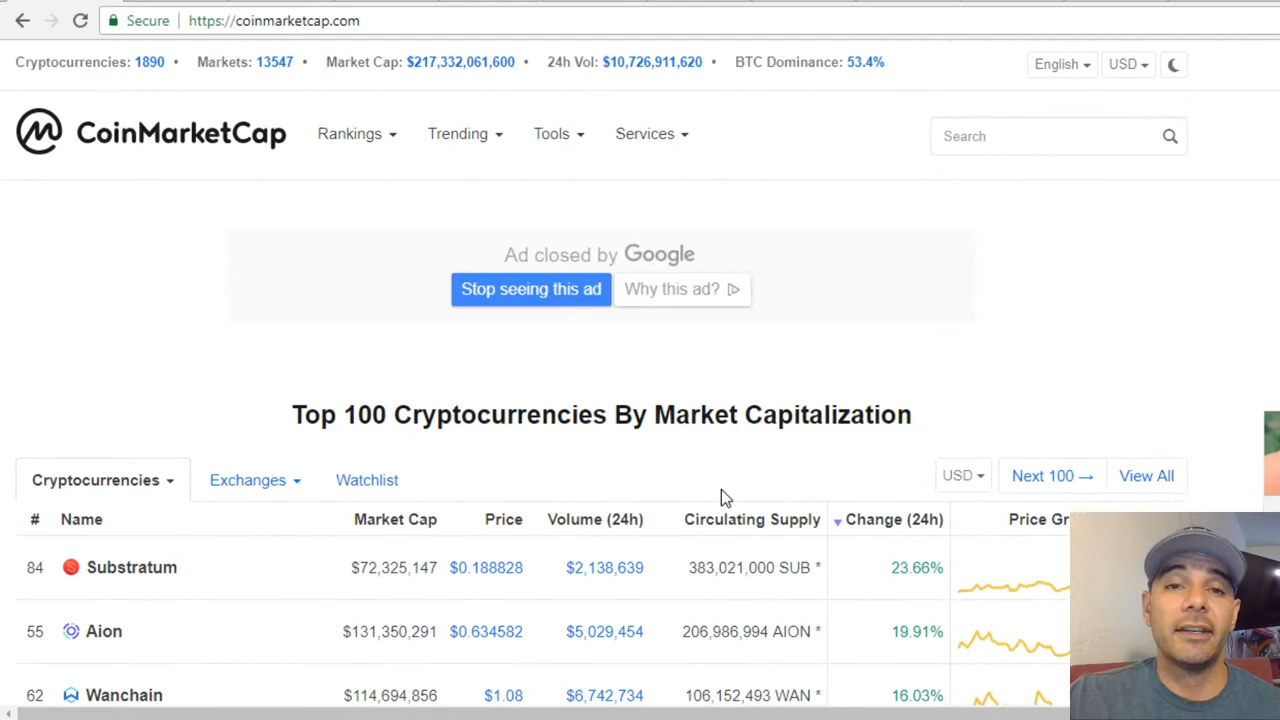 Secure https://coinmarketcap.com
Cryptocurrencies: 1890 • Markets: 13547 • Market Cap: $217,332,061,600 • 24h Vol: $10,726,911,620 • BTC Dominance: 53.4%
English USD
CoinMarketCap Rankings Trending Tools Services Search
Ad closed by Google
Stop seeing this ad Why this ad?
Top 100 Cryptocurrencies By Market Capitalization
Cryptocurrencies Exchanges Watchlist USD Next 100 → View All
# Name Market Cap Price Volume (24h) Circulating Supply Change (24h) Price Gr
84 Substratum $72,325,147 $0.188828 $2,138,639 383,021,000 SUB * 23.66%
55 Aion $131,350,291 $0.634582 $5,029,454 206,986,994 AION * 19.91%
62 Wanchain $114,694,856 $1.08 $6,742,734 106,152,493 WAN * 16.03%